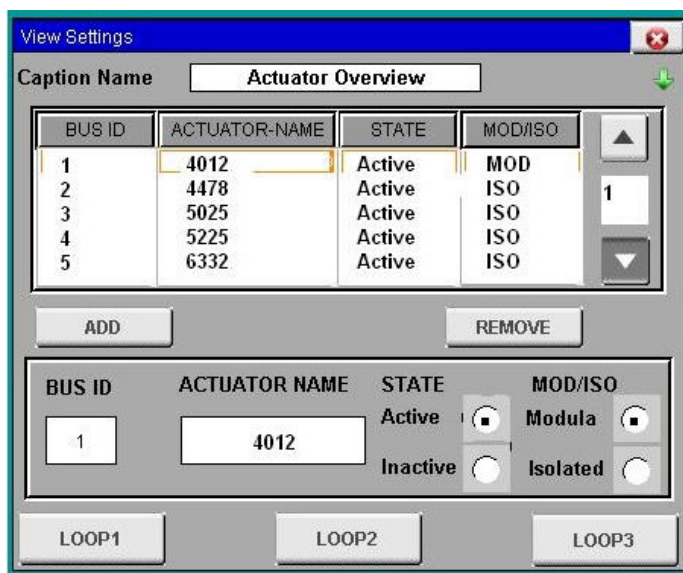 View Settings
Caption Name Actuator Overview
BUS ID ACTUATOR-NAME STATE MOD/ISO
1 4012 Active MOD
2 4478 Active ISO
3 5025 Active ISO
4 5225 Active ISO
5 6332 Active ISO
1
ADD REMOVE
BUS ID ACTUATOR NAME STATE MOD/ISO
Active Modula
1 4012
Inactive Isolated
LOOP1 LOOP2 LOOP3